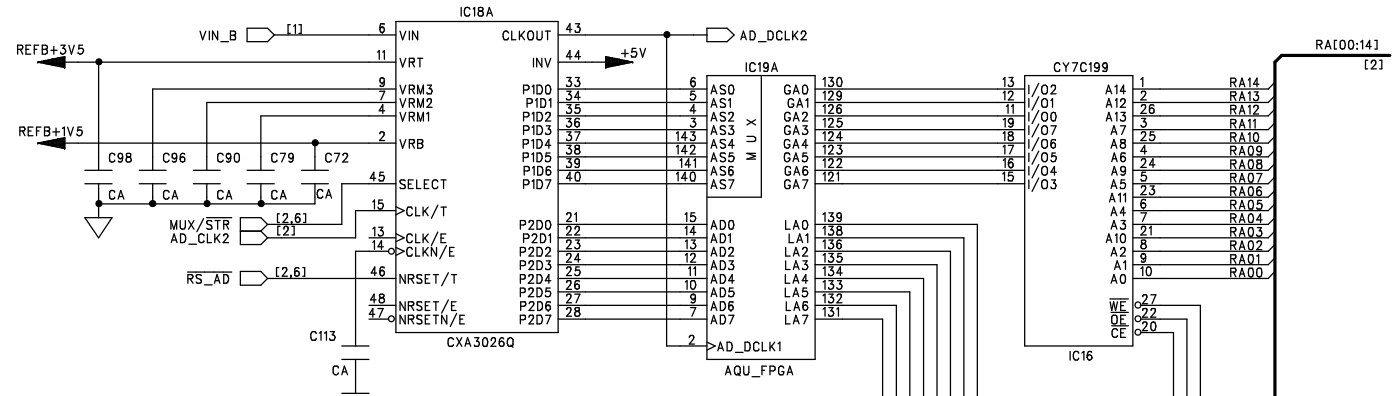 IC18A
VIN_B [1] 6 VIN CLKOUT 43 AD_DCLK2
REFB+3V5 11 VRT INV 44 +5V
RA[00:14]
[2]
IC19A
CY7C199
9 VRM3 P1D0 33 6 AS0 GA0 130 13 I/O2 A14 1 RA14
7 VRM2 P1D1 34 5 AS1 GA1 129 12 I/O1 A12 2 RA13
4 VRM1 P1D2 35 4 AS2 GA2 126 11 I/O0 A13 26 RA12
P1D3 36 3 AS3 GA3 125 19 I/O7 A7 3 RA11
REFB+1V5 2 VRB P1D4 37 143 AS4 GA4 124 18 I/O6 A8 25 RA10
P1D5 38 142 AS5 GA5 123 17 I/O5 A6 4 RA09
P1D6 39 141 AS6 GA6 122 16 I/O4 A9 24 RA08
P1D7 40 140 AS7 GA7 121 15 I/O3 A5 5 RA07
MUX
C98 C96 C90 C79 C72
CA CA CA CA CA
45 SELECT
A11 23 RA06
A4 6 RA05
15 CLK/T
MUX/STR [2,6] P2D0 21 15 AD0 LA0 139 A3 7 RA04
AD_CLK2 [2] 13 CLK/E P2D1 22 14 AD1 LA1 138 A10 21 RA03
14 CLKN/E P2D2 23 13 AD2 LA2 136 A2 8 RA02
P2D3 24 12 AD3 LA3 135 A1 9 RA01
RS_AD [2,6] 46 NRSET/T P2D4 25 11 AD4 LA4 134 A0 10 RA00
P2D5 26 10 AD5 LA5 133
48 NRSET/E P2D6 27 9 AD6 LA6 132 WE 27
47 NRSETN/E P2D7 28 7 AD7 LA7 131 OE 22
CE 20
C113
CA
CXA3026Q
2 AD_DCLK1
AQU_FPGA
IC16